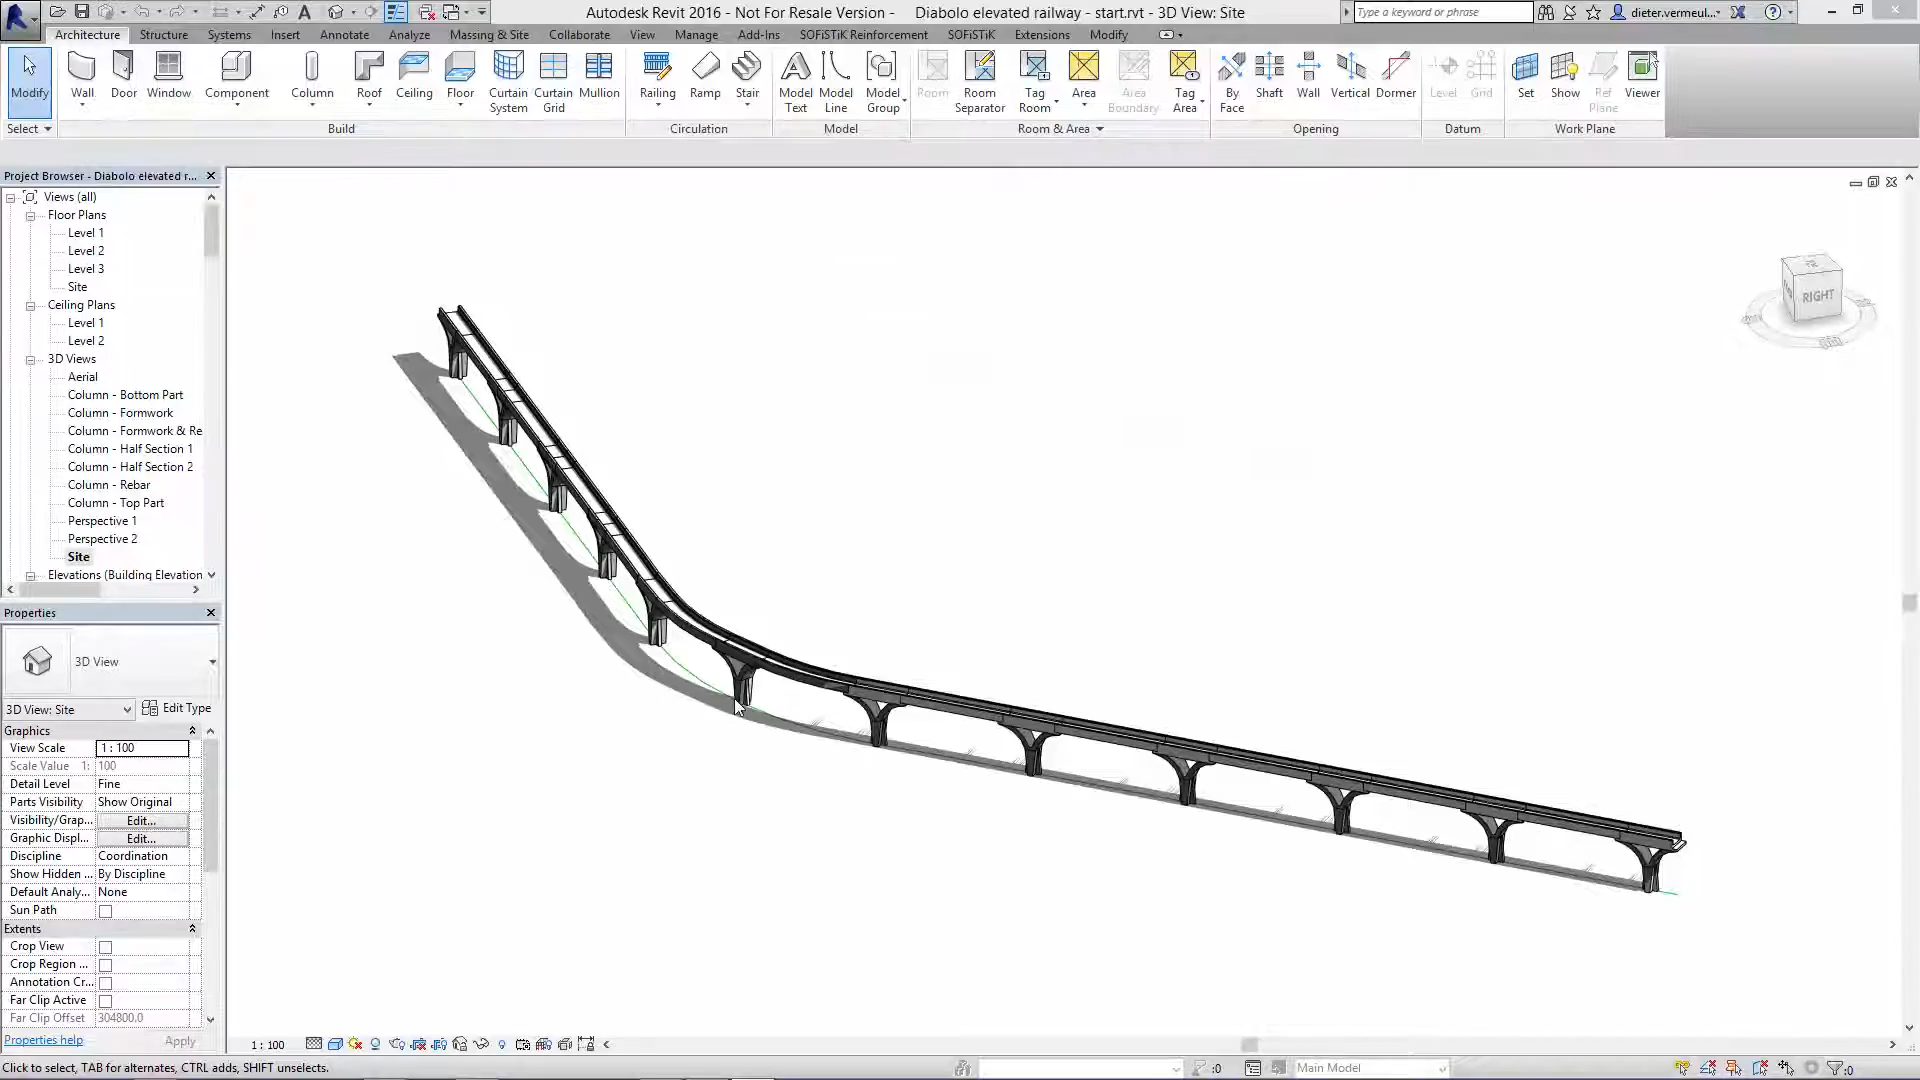 Autodesk Revit 2016 - Not For Resale Version - Diabolo elevated railway - start.rvt - 3D View: Site
Type a keyword or phrase
dieter.vermeul...
Architecture Structure Systems Insert Annotate Analyze Massing & Site Collaborate View Manage Add-Ins SOFiSTiK Reinforcement SOFiSTiK Extensions Modify
Modify Wall Door Window Component Column Roof Ceiling Floor Curtain System Curtain Grid Mullion Railing Ramp Stair Model Text Model Line Model Group Room Room Separator Tag Room Area Area Boundary Tag Area By Face Shaft Wall Vertical Dormer Level Grid Set Show Ref Plane Viewer
Select Build Circulation Model Room & Area Opening Datum Work Plane
Project Browser - Diabolo elevated r...
Views (all)
Floor Plans
Level 1
Level 2
Level 3
Site
Ceiling Plans
Level 1
Level 2
3D Views
Aerial
Column - Bottom Part
Column - Formwork
Column - Formwork & Re
Column - Half Section 1
Column - Half Section 2
Column - Rebar
Column - Top Part
Perspective 1
Perspective 2
Site
Elevations (Building Elevation
RIGHT
Properties
3D View
3D View: Site Edit Type
Graphics
View Scale 1 : 100
Scale Value 1: 100
Detail Level Fine
Parts Visibility Show Original
Visibility/Grap... Edit...
Graphic Displ... Edit...
Discipline Coordination
Show Hidden ... By Discipline
Default Analy... None
Sun Path
Extents
Crop View
Crop Region ...
Annotation Cr...
Far Clip Active
Far Clip Offset 304800.0
Properties help Apply
1 : 100
Click to select, TAB for alternates, CTRL adds, SHIFT unselects.
:0
Main Model
:0